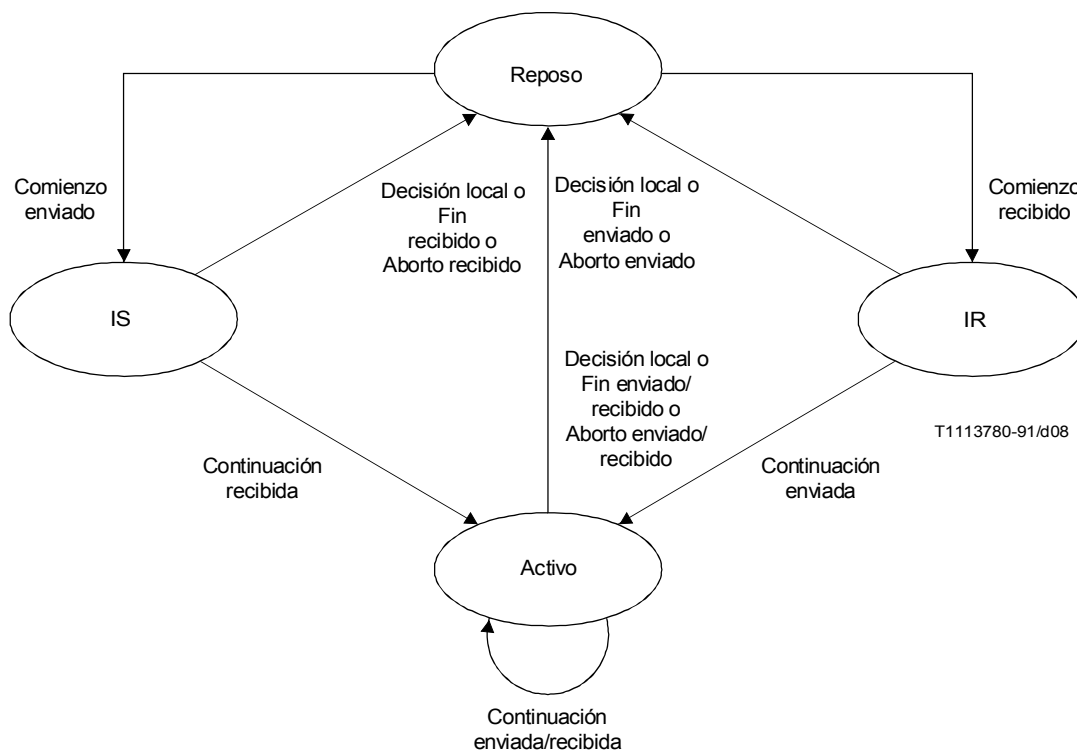 Reposo
Comienzo
enviado
Decisión local o
Fin
recibido o
Aborto recibido
Decisión local o
Fin
enviado o
Aborto enviado
Comienzo
recibido
IS
IR
Decisión local o
Fin enviado/
recibido o
Aborto enviado/
recibido
T1113780-91/d08
Continuación
recibida
Continuación
enviada
Activo
Continuación
enviada/recibida